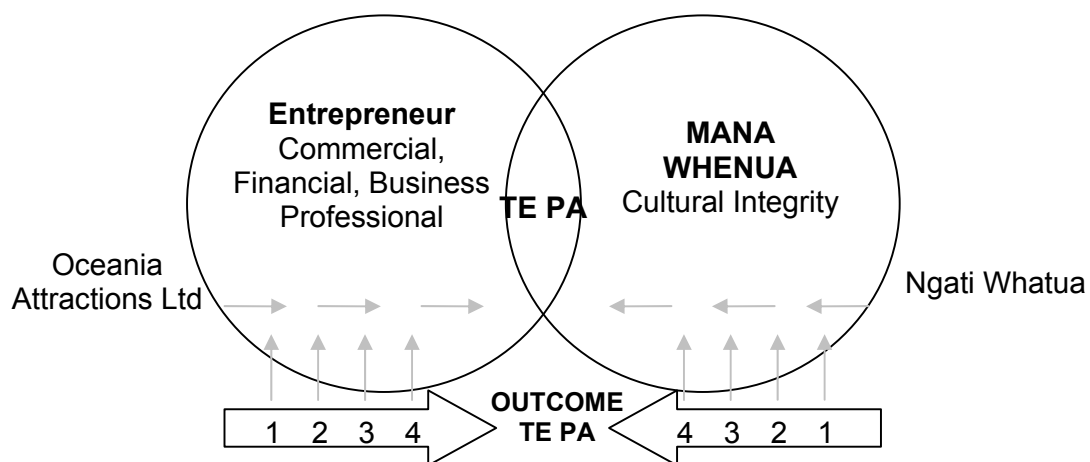 Entrepreneur
Commercial,
Financial, Business
Professional
MANA
WHENUA
Cultural Integrity
TE PA
Oceania
Attractions Ltd
Ngati Whatua
OUTCOME
TE PA
1 2 3 4
4 3 2 1